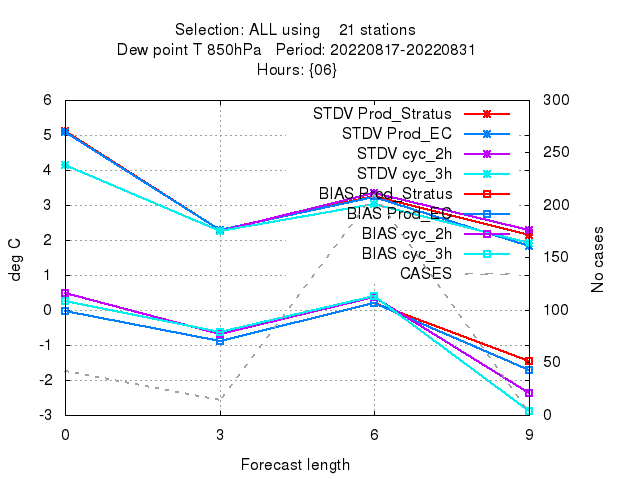 Selection: ALL using    21 stations
Dew point T 850hPa   Period: 20220817-20220831
Hours: {06}
STDV Prod_Stratus
STDV Prod_EC
STDV cyc_2h
STDV cyc_3h
BIAS Prod_Stratus
BIAS Prod_EC
BIAS cyc_2h
BIAS cyc_3h
CASES
6
5
4
3
2
1
0
-1
-2
-3
deg C
300
250
200
150
100
50
0
No cases
0 3 6 9
Forecast length